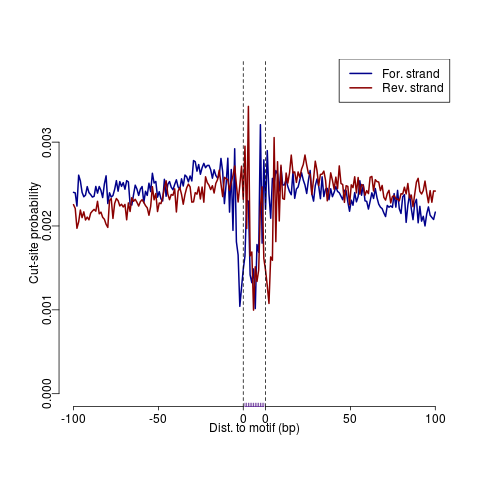 For. strand
Rev. strand
Cut-site probability
0.003
0.002
0.001
0.000
-100 -50 0 0 50 100
Dist. to motif (bp)